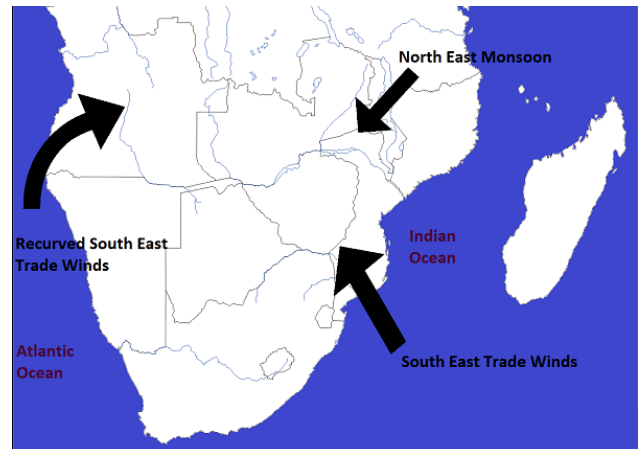 North East Monsoon
Recurved South East
Trade Winds
Indian
Ocean
Atlantic
Ocean
South East Trade Winds